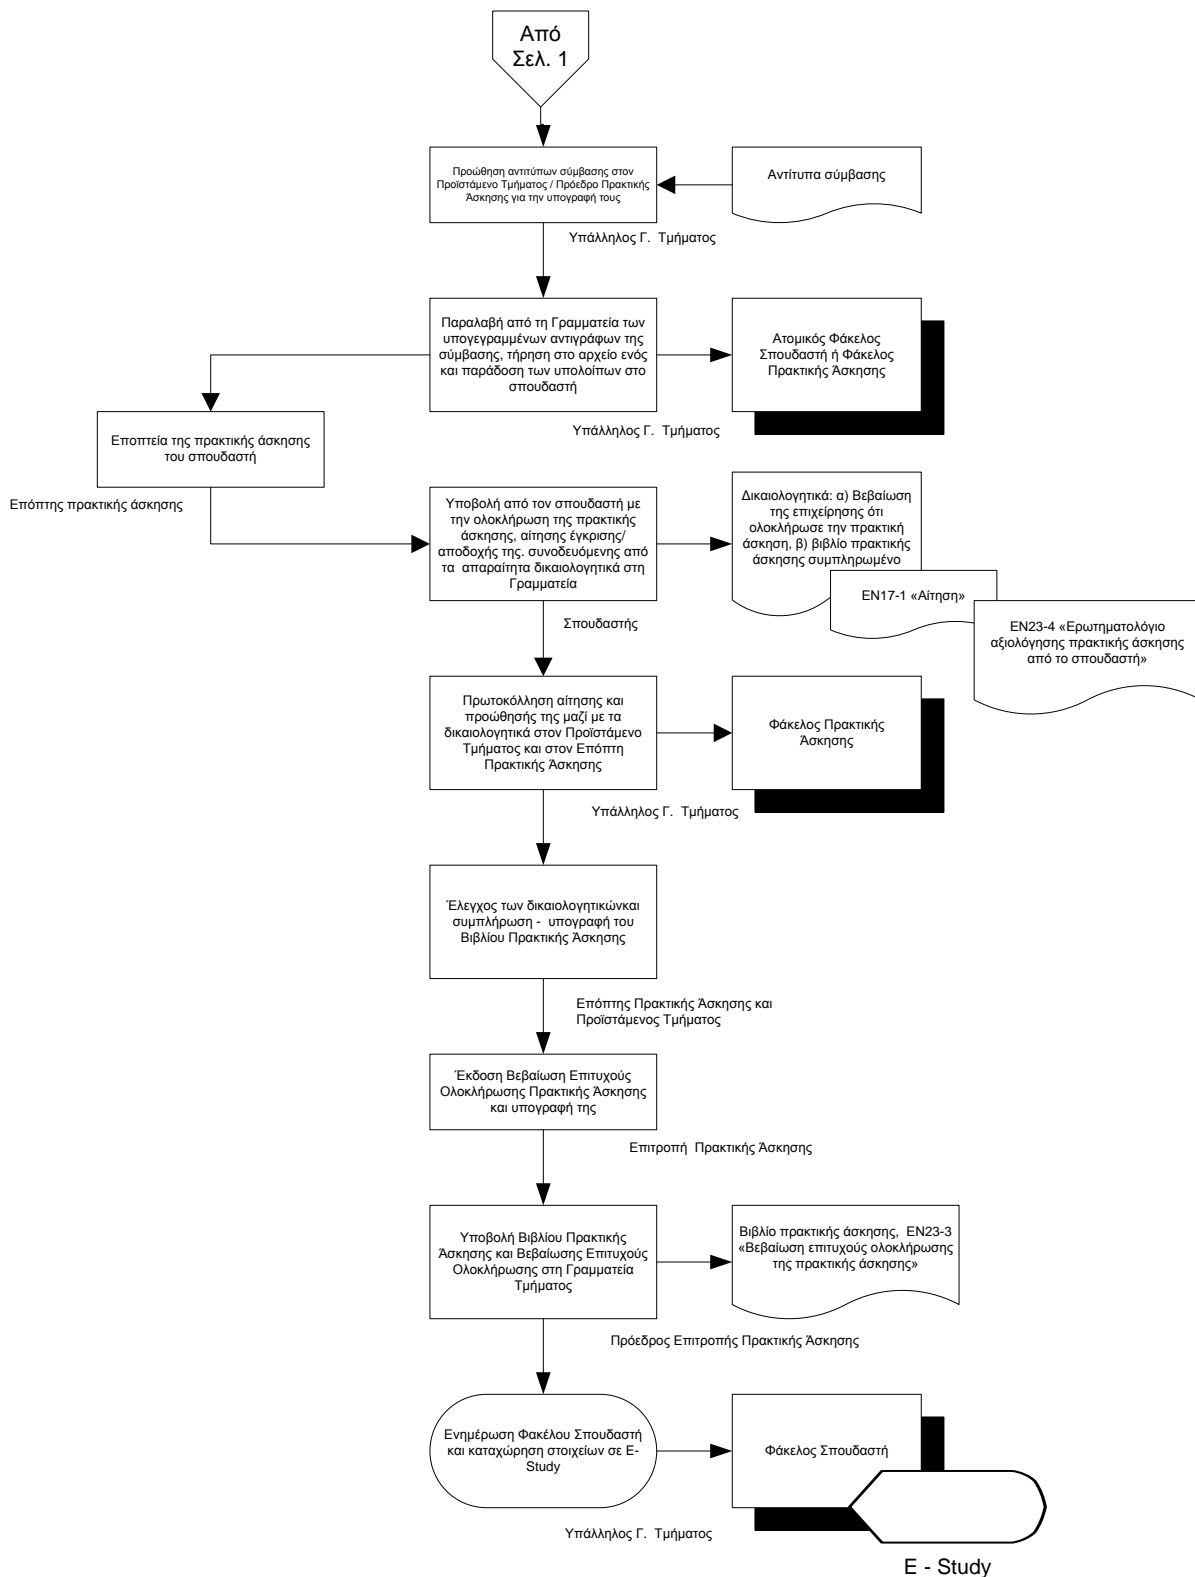 Από
Σελ. 1
Προώθηση αντιτύπων σύμβασης στον
Προϊστάμενο Τμήματος / Πρόεδρο Πρακτικής
Άσκησης για την υπογραφή τους
Αντίτυπα σύμβασης
Υπάλληλος Γ. Τμήματος
Παραλαβή από τη Γραμματεία των
υπογεγραμμένων αντιγράφων της
σύμβασης, τήρηση στο αρχείο ενός
και παράδοση των υπολοίπων στο
σπουδαστή
Ατομικός Φάκελος
Σπουδαστή ή Φάκελος
Πρακτικής Άσκησης
Υπάλληλος Γ. Τμήματος
Εποπτεία της πρακτικής άσκησης
του σπουδαστή
Επόπτης πρακτικής άσκησης
Υποβολή από τον σπουδαστή με
την ολοκλήρωση της πρακτικής
άσκησης, αίτησης έγκρισης/
αποδοχής της. συνοδευόμενης από
τα απαραίτητα δικαιολογητικά στη
Γραμματεία
Δικαιολογητικά: α) Βεβαίωση
της επιχείρησης ότι
ολοκλήρωσε την πρακτική
άσκηση, β) βιβλίο πρακτικής
άσκησης συμπληρωμένο
ΕΝ17-1 «Αίτηση»
ΕΝ23-4 «Ερωτηματολόγιο
αξιολόγησης πρακτικής άσκησης
από το σπουδαστή»
Σπουδαστής
Πρωτοκόλληση αίτησης και
προώθησής της μαζί με τα
δικαιολογητικά στον Προϊστάμενο
Τμήματος και στον Επόπτη
Πρακτικής Άσκησης
Φάκελος Πρακτικής
Άσκησης
Υπάλληλος Γ. Τμήματος
Έλεγχος των δικαιολογητικώνκαι
συμπλήρωση - υπογραφή του
Βιβλίου Πρακτικής Άσκησης
Επόπτης Πρακτικής Άσκησης και
Προϊστάμενος Τμήματος
Έκδοση Βεβαίωση Επιτυχούς
Ολοκλήρωσης Πρακτικής Άσκησης
και υπογραφή της
Επιτροπή Πρακτικής Άσκησης
Υποβολή Βιβλίου Πρακτικής
Άσκησης και Βεβαίωσης Επιτυχούς
Ολοκλήρωσης στη Γραμματεία
Τμήματος
Βιβλίο πρακτικής άσκησης, ΕΝ23-3
«Βεβαίωση επιτυχούς ολοκλήρωσης
της πρακτικής άσκησης»
Πρόεδρος Επιτροπής Πρακτικής Άσκησης
Ενημέρωση Φακέλου Σπουδαστή
και καταχώρηση στοιχείων σε E-
Study
Φάκελος Σπουδαστή
Υπάλληλος Γ. Τμήματος
E - Study